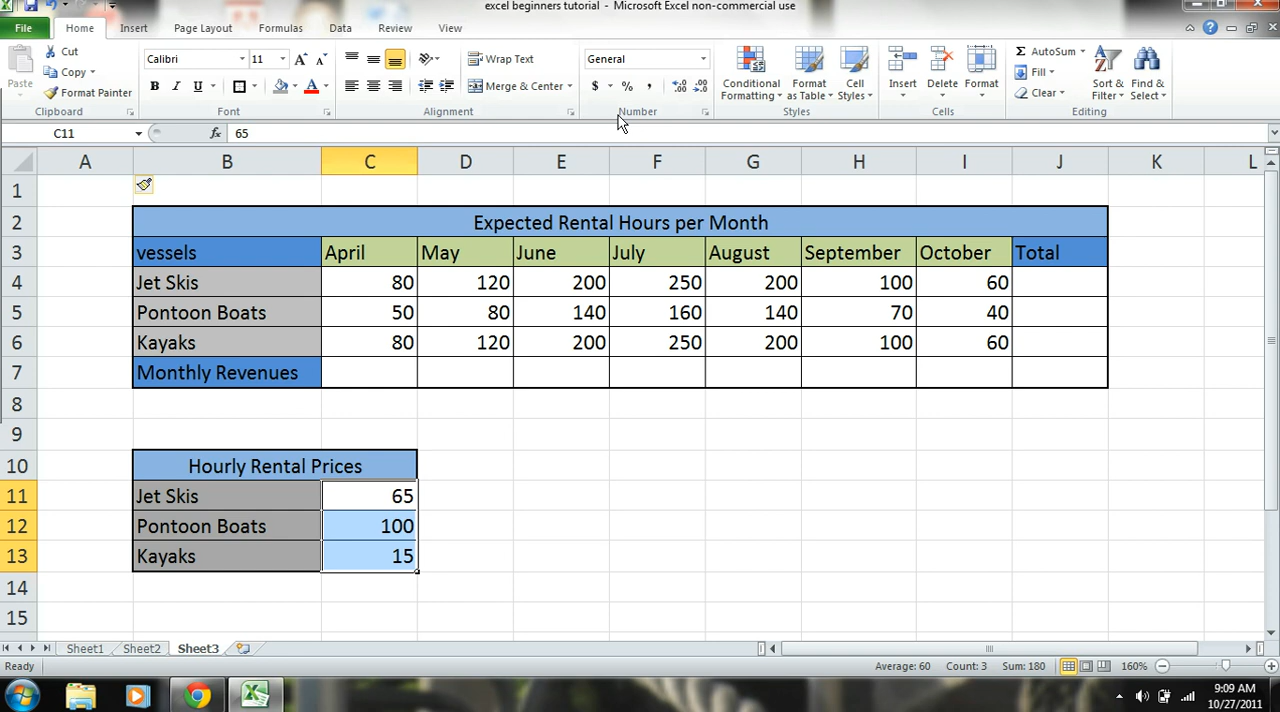 excel beginners tutorial - Microsoft Excel non-commercial use
File Home Insert Page Layout Formulas Data Review View
Paste
Cut
Copy
Format Painter
Clipboard
Calibri 11
B I U
Font
Wrap Text
Merge & Center
Alignment
General
$ % ,
Number
Conditional Formatting
Format as Table
Cell Styles
Styles
Insert Delete Format
Cells
AutoSum
Fill
Clear
Sort & Filter
Find & Select
Editing
C11 fx 65
A B C D E F G H I J K L
1
2 Expected Rental Hours per Month
3 vessels April May June July August September October Total
4 Jet Skis 80 120 200 250 200 100 60
5 Pontoon Boats 50 80 140 160 140 70 40
6 Kayaks 80 120 200 250 200 100 60
7 Monthly Revenues
8
9
10 Hourly Rental Prices
11 Jet Skis 65
12 Pontoon Boats 100
13 Kayaks 15
14
15
Sheet1 Sheet2 Sheet3
Ready Average: 60 Count: 3 Sum: 180 160%
9:09 AM
10/27/2011